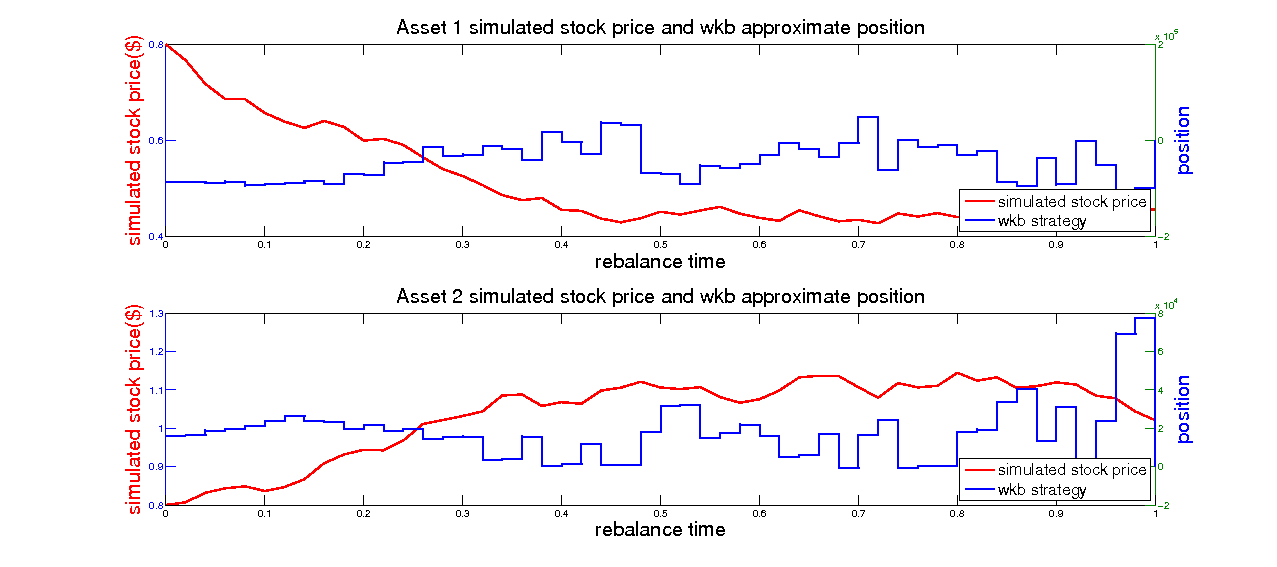 Asset 1 simulated stock price and wkb approximate position
x 10^5
0.8
0.6
0.4
2
0
-2
simulated stock price($)
position
simulated stock price
wkb strategy
0 0.1 0.2 0.3 0.4 0.5 0.6 0.7 0.8 0.9 1
rebalance time
Asset 2 simulated stock price and wkb approximate position
x 10^4
1.3
1.2
1.1
1
0.9
0.8
8
6
4
2
0
-2
simulated stock price($)
position
simulated stock price
wkb strategy
0 0.1 0.2 0.3 0.4 0.5 0.6 0.7 0.8 0.9 1
rebalance time